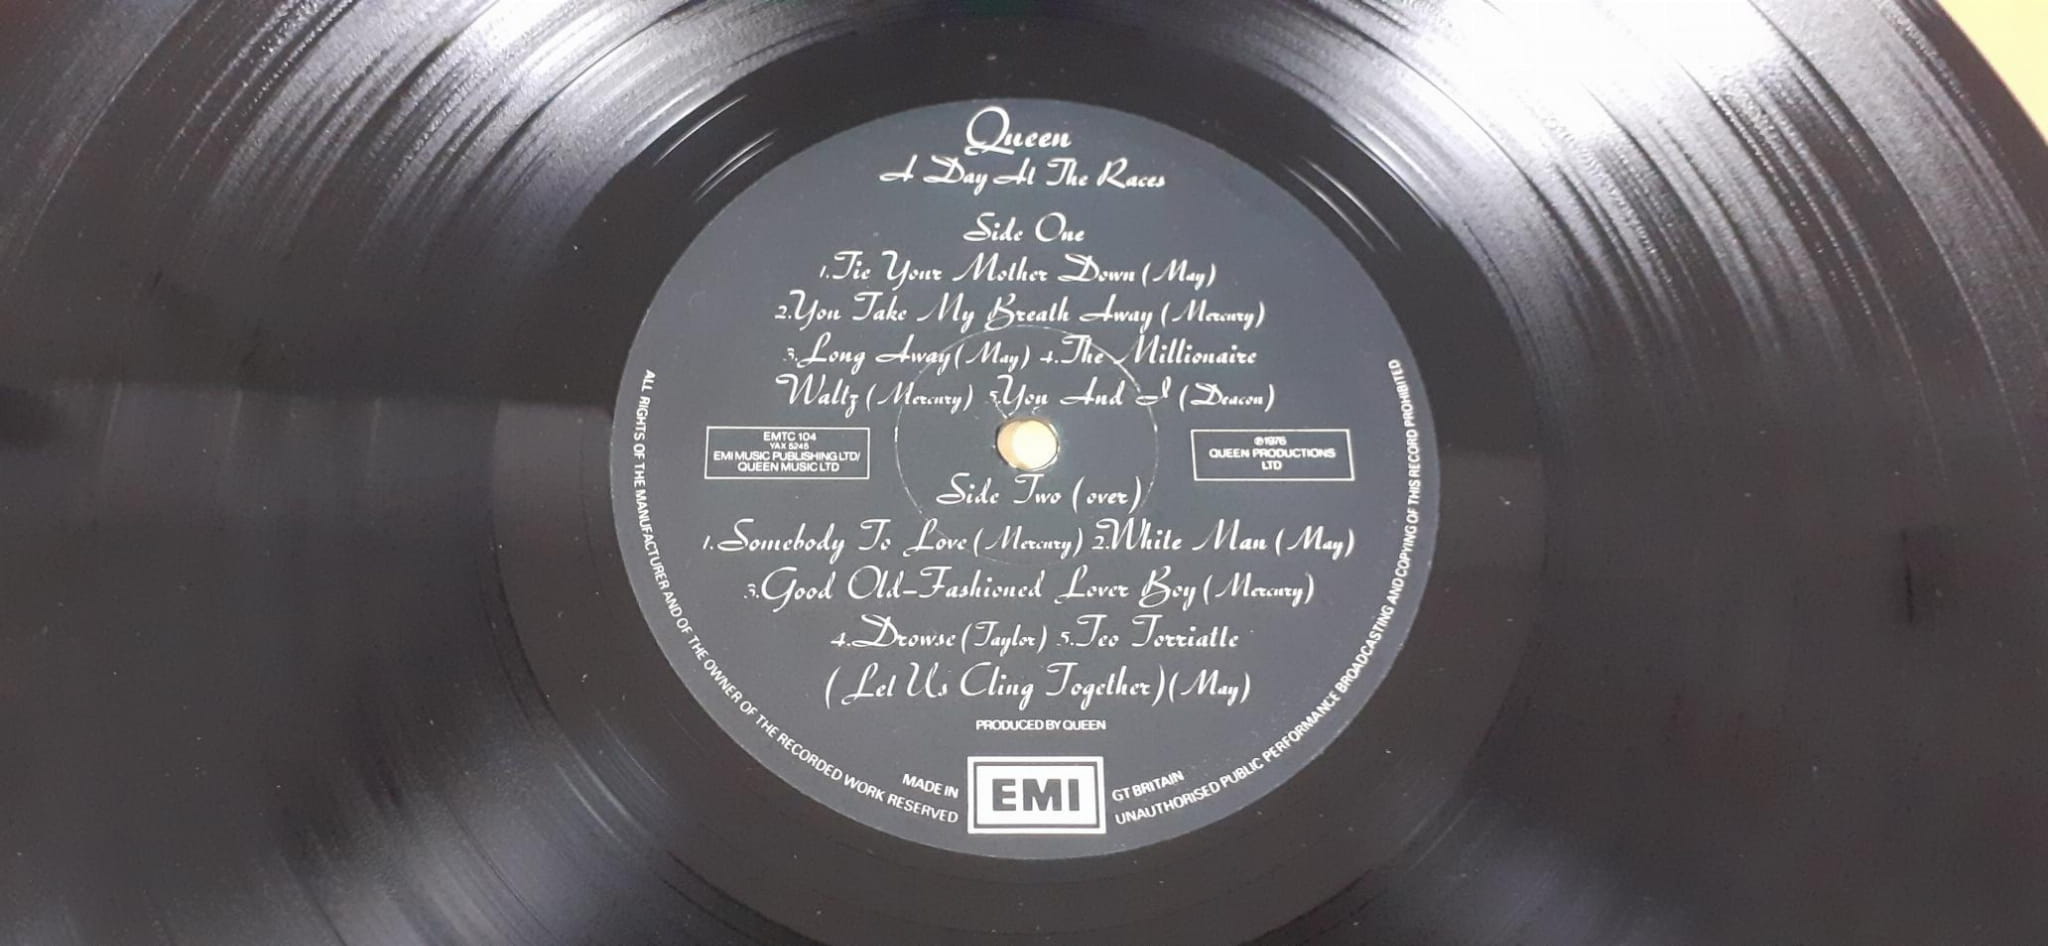 Queen
A Day At The Races
Side One
1.Tie Your Mother Down (May)
2.You Take My Breath Away (Mercury)
3.Long Away (May) 4.The Millionaire
Waltz (Mercury) 5.You And I (Deacon)
EMTC 104
YAX 5245
EMI MUSIC PUBLISHING LTD/
QUEEN MUSIC LTD
℗1976
QUEEN PRODUCTIONS
LTD
Side Two (over)
1.Somebody To Love (Mercury) 2.White Man (May)
3.Good Old-Fashioned Lover Boy (Mercury)
4.Drowse (Taylor) 5.Teo Torriatte
(Let Us Cling Together) (May)
PRODUCED BY QUEEN
MADE IN
EMI
GT BRITAIN
ALL RIGHTS OF THE MANUFACTURER AND OF THE OWNER OF THE RECORDED WORK RESERVED
UNAUTHORISED PUBLIC PERFORMANCE BROADCASTING AND COPYING OF THIS RECORD PROHIBITED